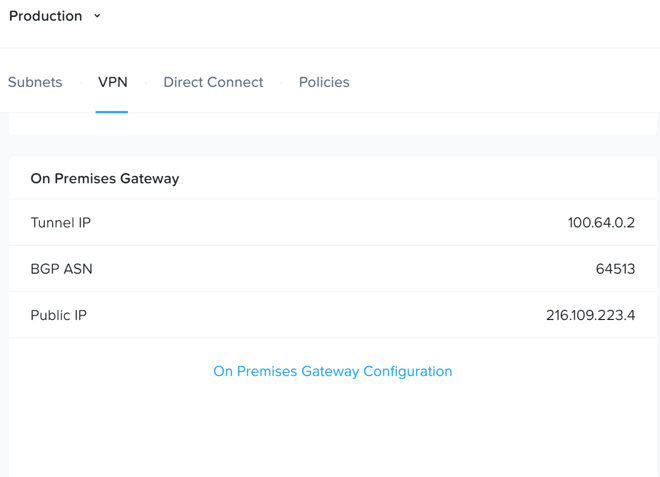 Production
Subnets VPN Direct Connect Policies
On Premises Gateway
Tunnel IP 100.64.0.2
BGP ASN 64513
Public IP 216.109.223.4
On Premises Gateway Configuration